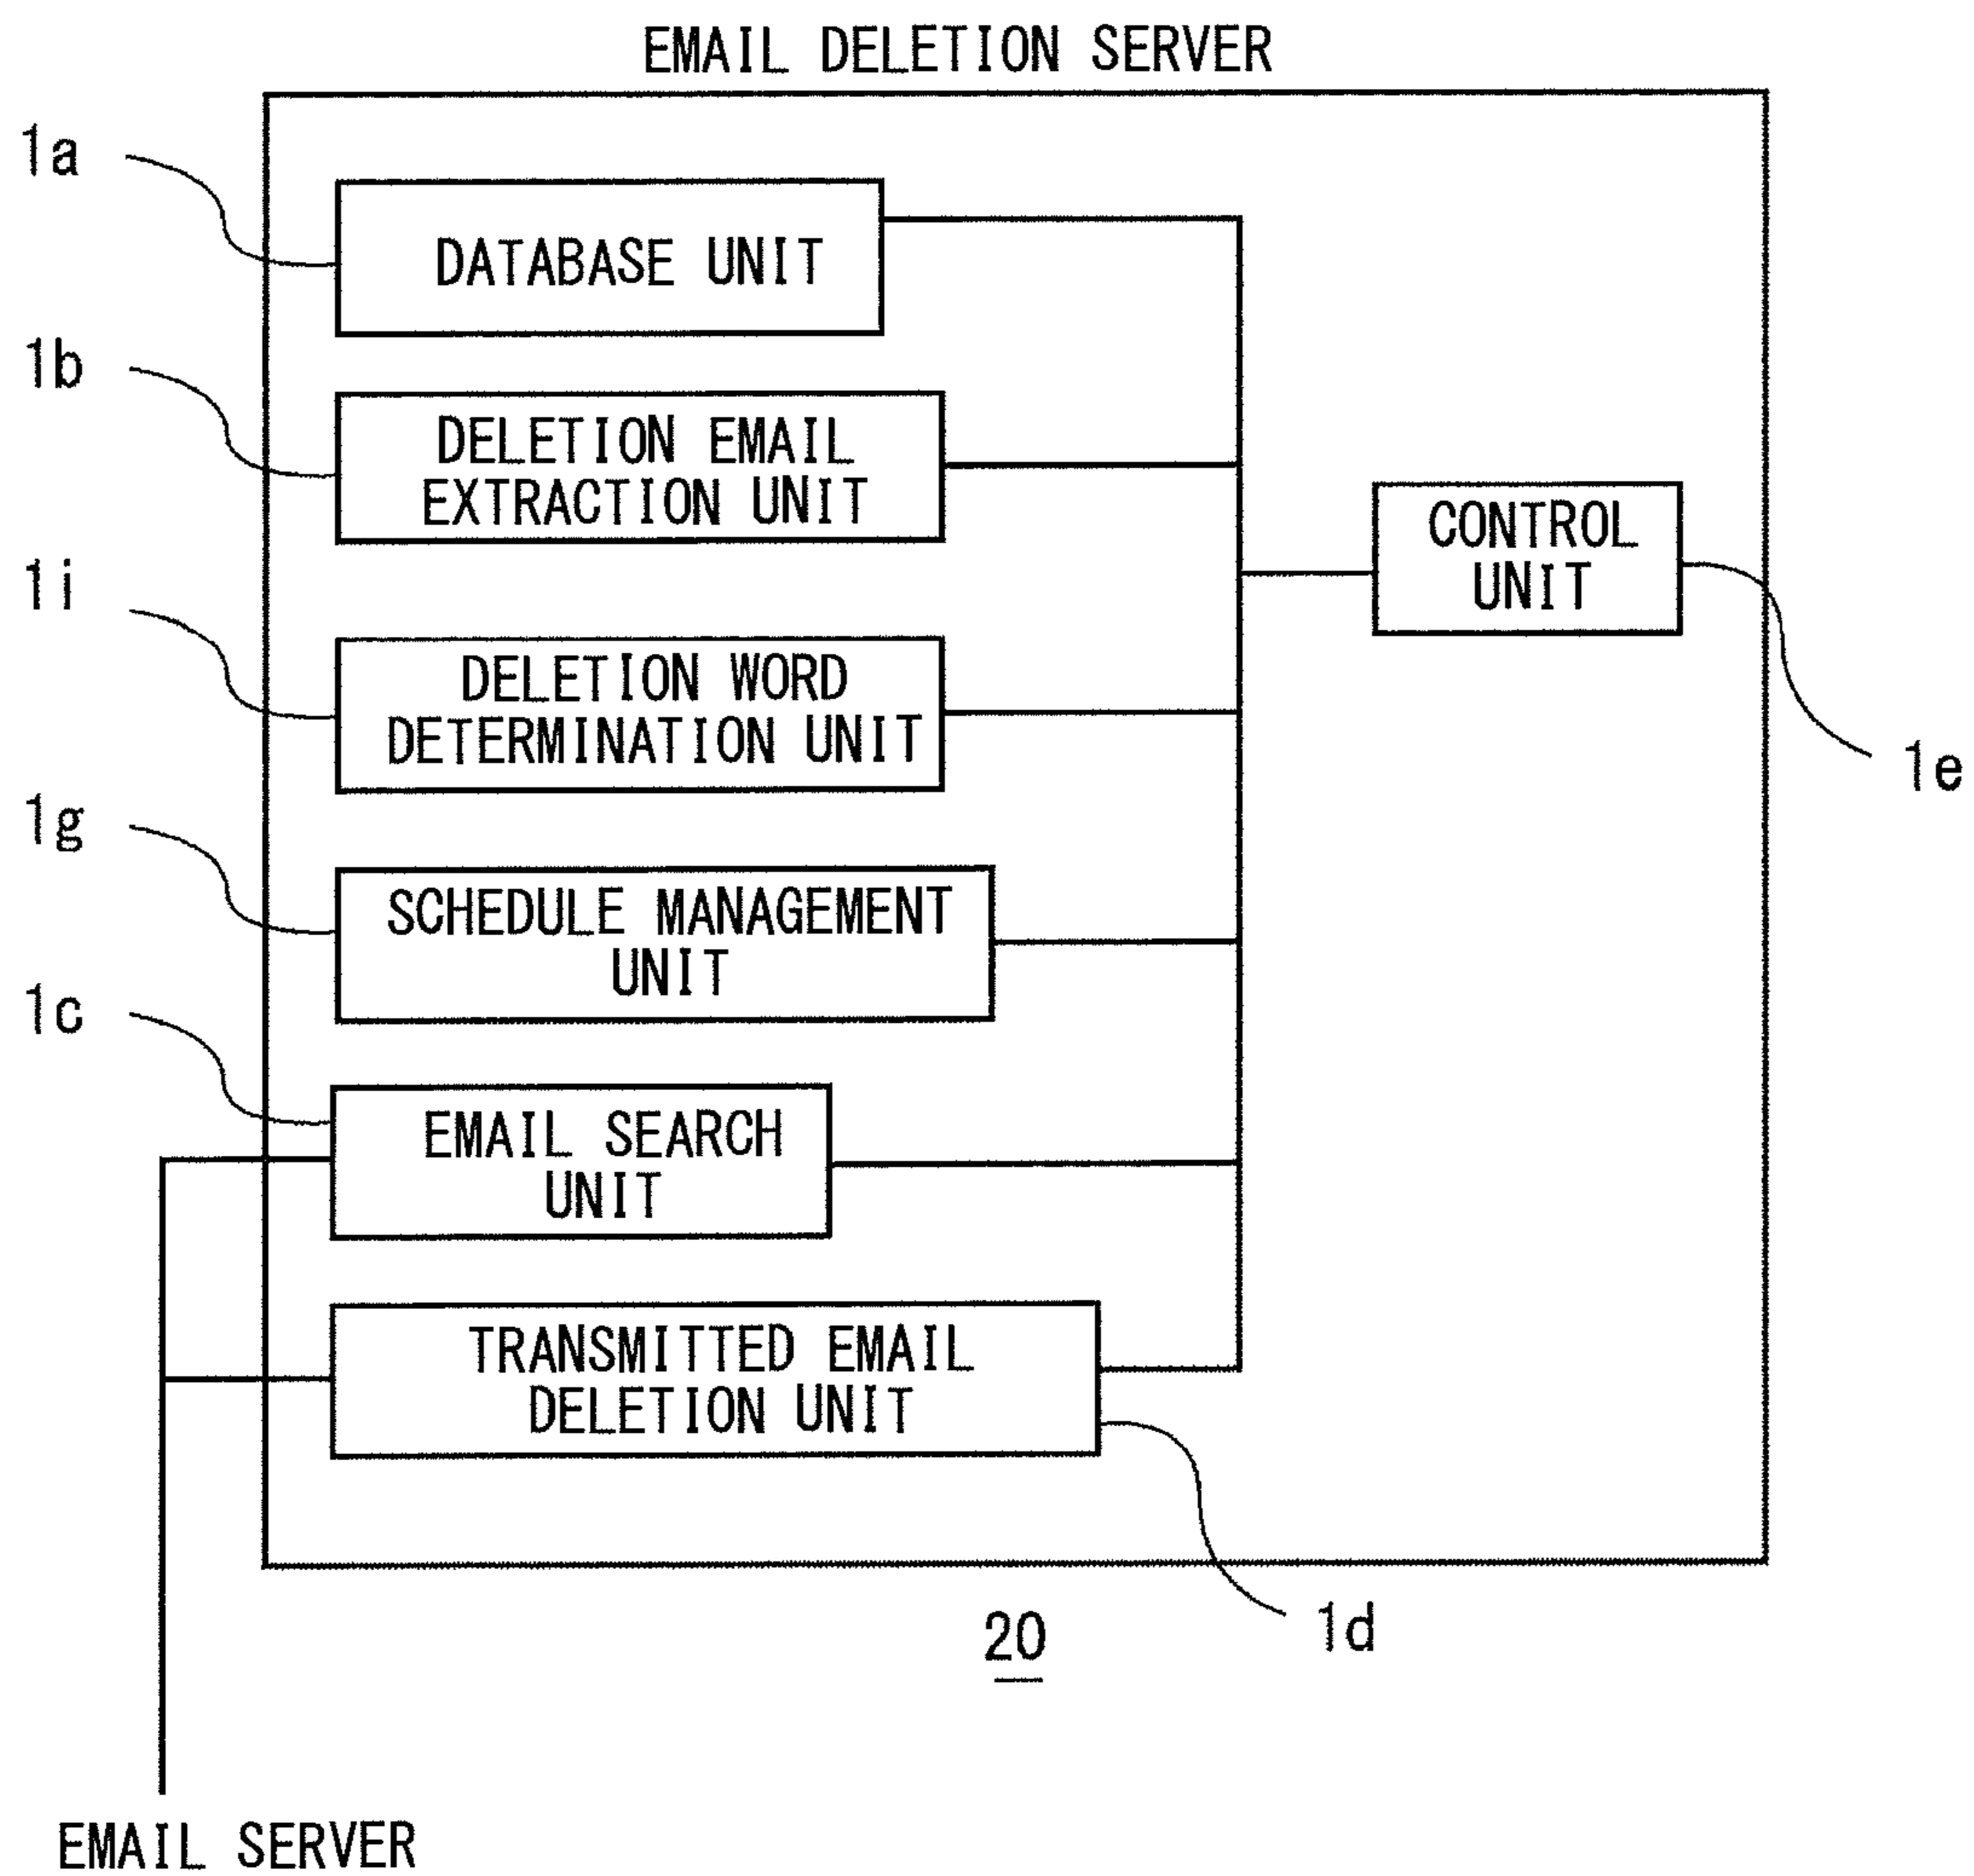 EMAIL DELETION SERVER
1a
DATABASE UNIT
1b
DELETION EMAIL
EXTRACTION UNIT
CONTROL
UNIT
1i
DELETION WORD
DETERMINATION UNIT
1e
1g
SCHEDULE MANAGEMENT
UNIT
1c
EMAIL SEARCH
UNIT
TRANSMITTED EMAIL
DELETION UNIT
20
1d
EMAIL SERVER